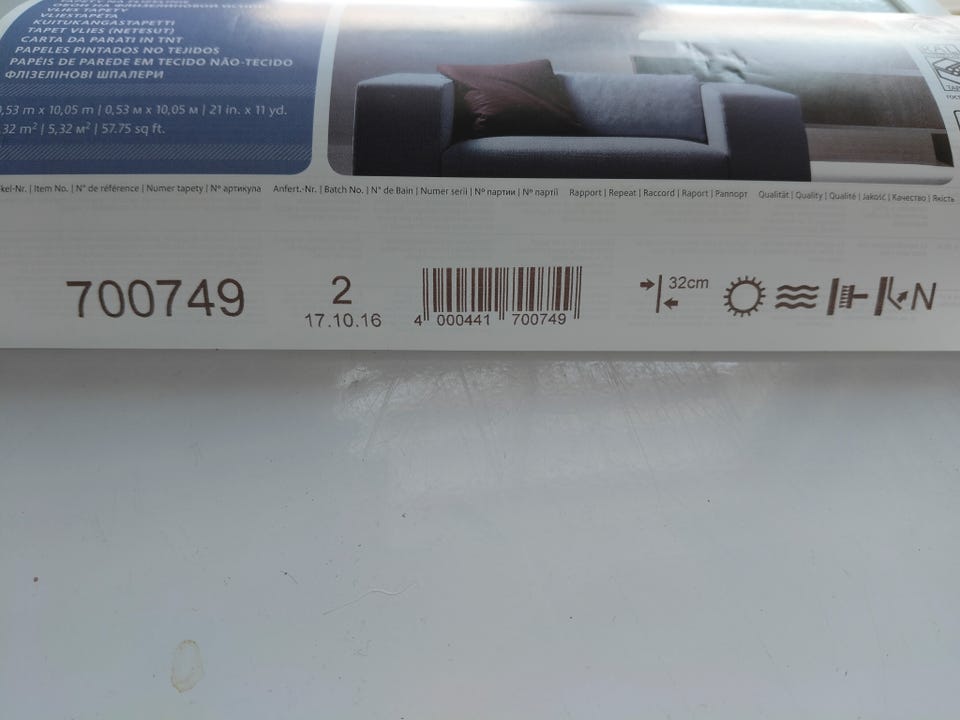 VLIES TAPETY
VLIESTAPETA
KUITUKANGASTAPETTI
TAPET VLIES (NETESUT)
CARTA DA PARATI IN TNT
PAPELES PINTADOS NO TEJIDOS
PAPÉIS DE PAREDE EM TECIDO NÃO-TECIDO
ФЛІЗЕЛІНОВІ ШПАЛЕРИ
0,53 m x 10,05 m | 0,53 м x 10,05 м | 21 in. x 11 yd.
5,32 м² | 57.75 sq ft.
Item No. | N° de référence | Numer tapety | Nº артикула
Anfert.-Nr. | Batch No. | N° de Bain | Numer serii | Nº партии | Nº партії
Rapport | Repeat | Raccord | Raport | Раппорт
Qualität | Quality | Qualité | Jakość | Качество | Якість
700749
2
17.10.16
4 000441 700749
32cm
N